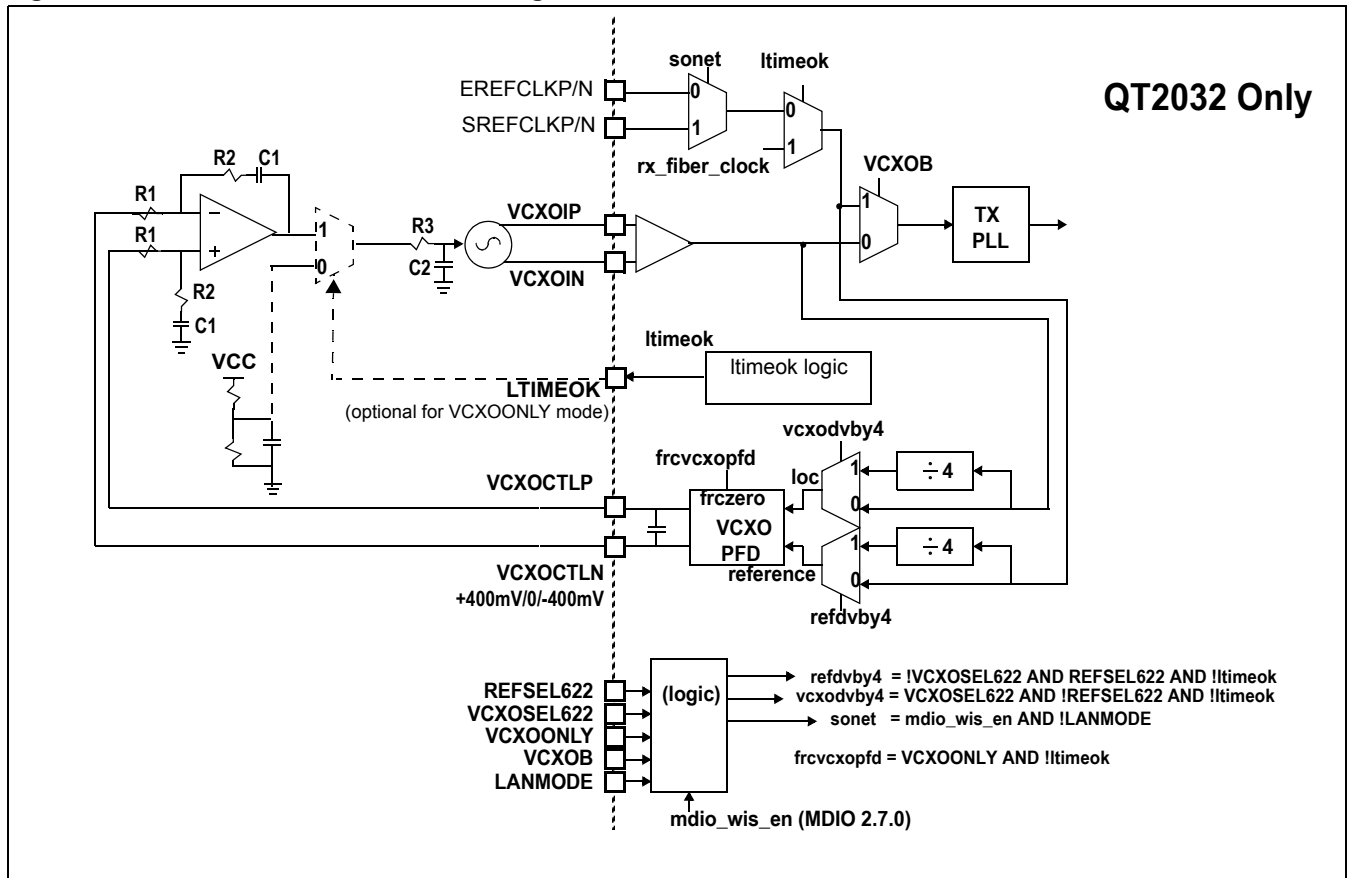 sonet
ltimeok
QT2032 Only
EREFCLKP/N
SREFCLKP/N
0
1
0
1
rx_fiber_clock
VCXOB
1
0
TX
PLL
R2
C1
R1
R1
−
+
R2
C1
1
0
R3
C2
VCXOIP
VCXOIN
VCC
ltimeok
ltimeok logic
LTIMEOK
(optional for VCXOONLY mode)
vcxodvby4
frcvcxopfd
VCXOCTLP
frczero
VCXO
PFD
loc
1
0
÷ 4
reference
1
0
÷ 4
refdvby4
VCXOCTLN
+400mV/0/-400mV
REFSEL622
VCXOSEL622
VCXOONLY
VCXOB
LANMODE
(logic)
refdvby4 = !VCXOSEL622 AND REFSEL622 AND !ltimeok
vcxodvby4 = VCXOSEL622 AND !REFSEL622 AND !ltimeok
sonet = mdio_wis_en AND !LANMODE
frcvcxopfd = VCXOONLY AND !ltimeok
mdio_wis_en (MDIO 2.7.0)